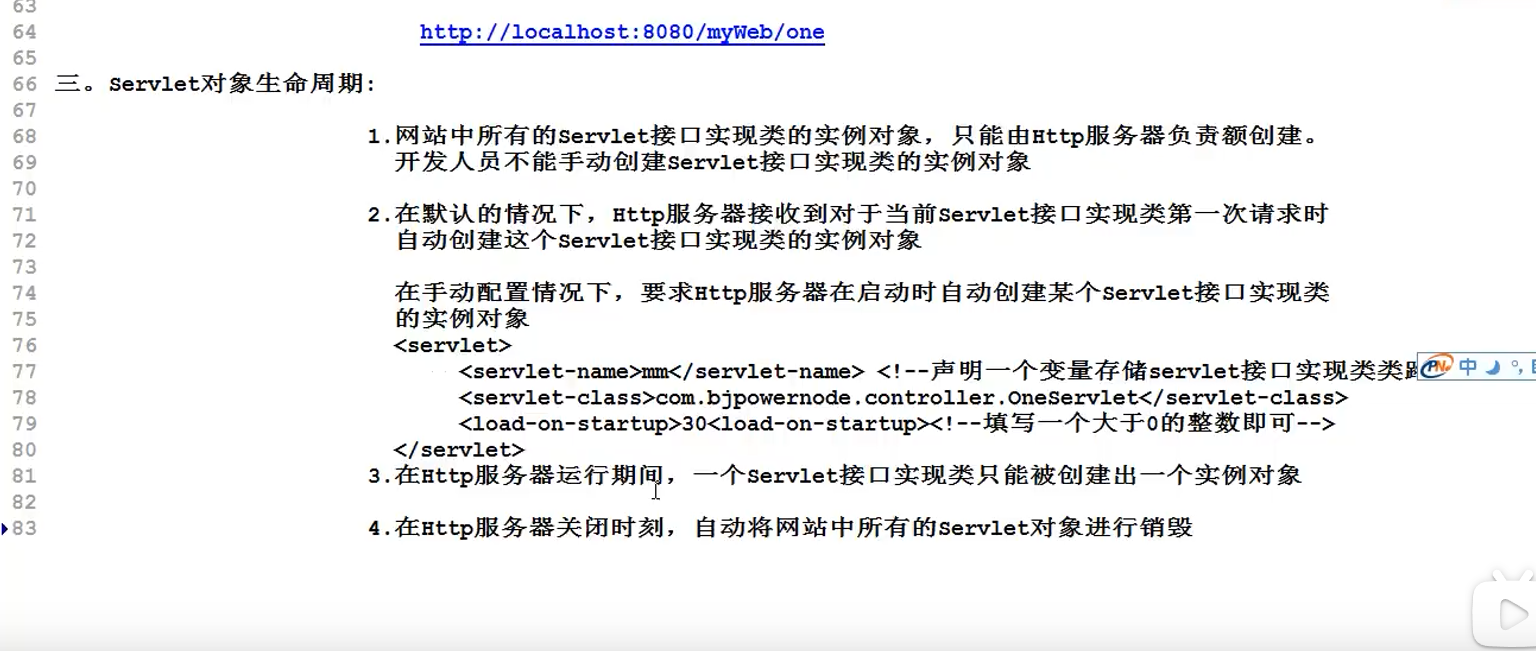 63
64 http://localhost:8080/myWeb/one
65
66 三。Servlet对象生命周期:
67
68 1.网站中所有的Servlet接口实现类的实例对象，只能由Http服务器负责额创建。
69 开发人员不能手动创建Servlet接口实现类的实例对象
70
71 2.在默认的情况下，Http服务器接收到对于当前Servlet接口实现类第一次请求时
72 自动创建这个Servlet接口实现类的实例对象
73
74 在手动配置情况下，要求Http服务器在启动时自动创建某个Servlet接口实现类
75 的实例对象
76 <servlet>
77 <servlet-name>mm</servlet-name> <!--声明一个变量存储servlet接口实现类类
78 <servlet-class>com.bjpowernode.controller.OneServlet</servlet-class>
79 <load-on-startup>30<load-on-startup><!--填写一个大于0的整数即可-->
80 </servlet>
81 3.在Http服务器运行期间，一个Servlet接口实现类只能被创建出一个实例对象
82
83 4.在Http服务器关闭时刻，自动将网站中所有的Servlet对象进行销毁
中